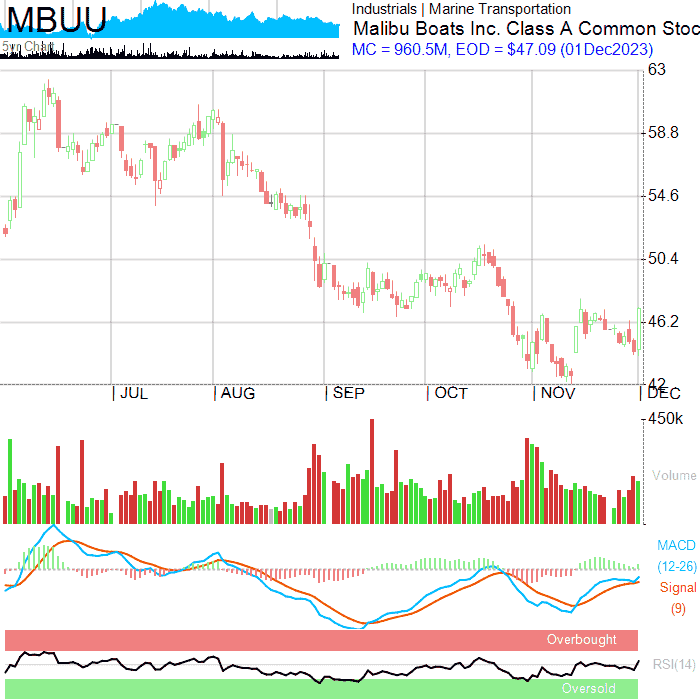 MBUU
5yr Chart
Industrials | Marine Transportation
Malibu Boats Inc. Class A Common Stoc
MC = 960.5M, EOD = $47.09 (01Dec2023)
63
58.8
54.6
50.4
46.2
42
| JUL | AUG | SEP | OCT | NOV | DEC
450k
Volume
MACD
(12-26)
Signal
(9)
Overbought
RSI(14)
Oversold